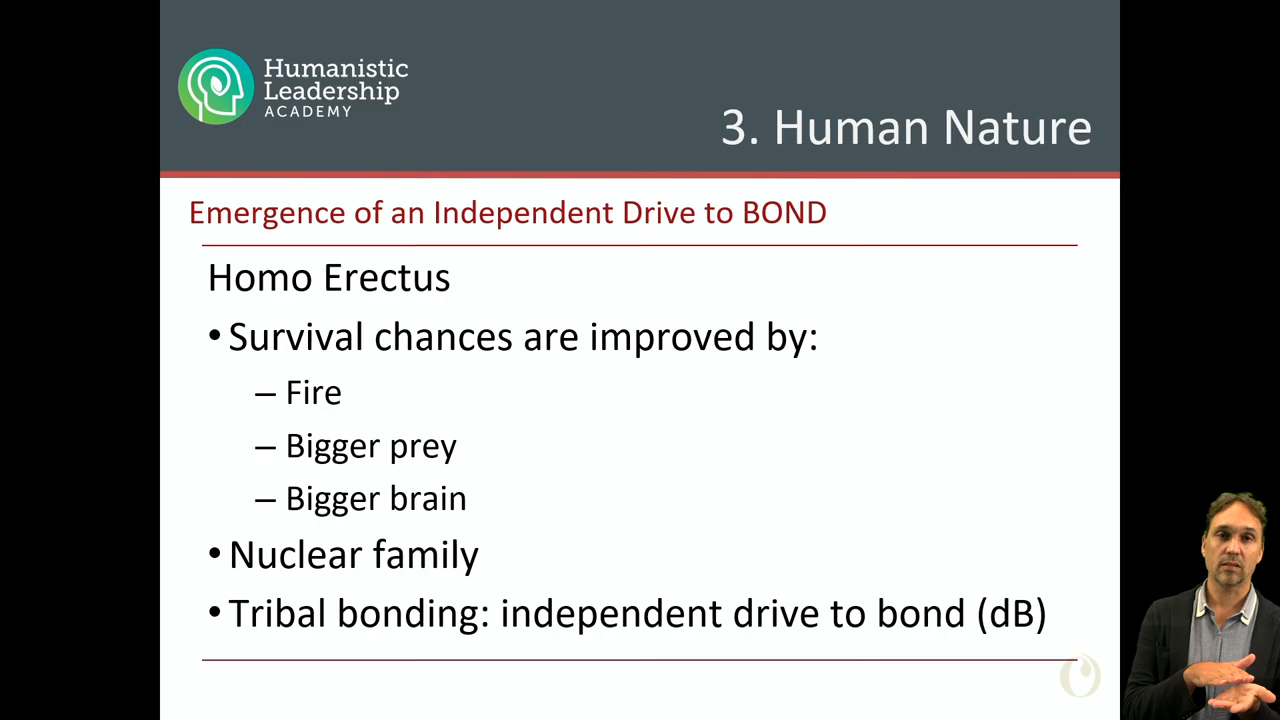 Humanistic
Leadership
ACADEMY
3. Human Nature
Emergence of an Independent Drive to BOND
Homo Erectus
• Survival chances are improved by:
– Fire
– Bigger prey
– Bigger brain
• Nuclear family
• Tribal bonding: independent drive to bond (dB)